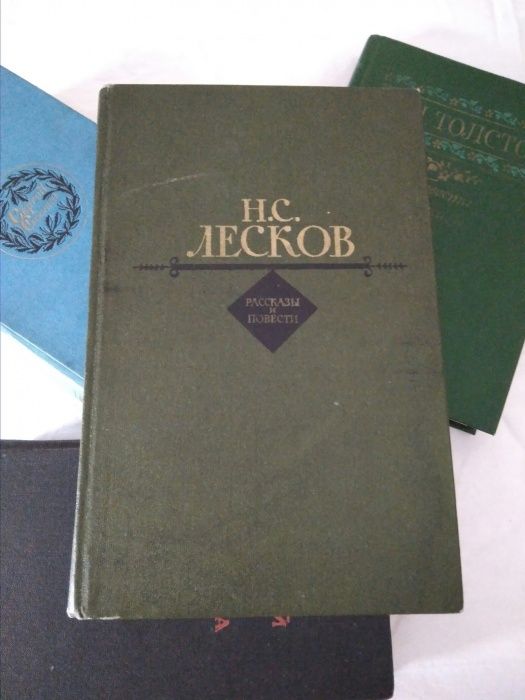 Н.С.
ЛЕСКОВ
РАССКАЗЫ
И
ПОВЕСТИ
ТОЛСТО
Й
А